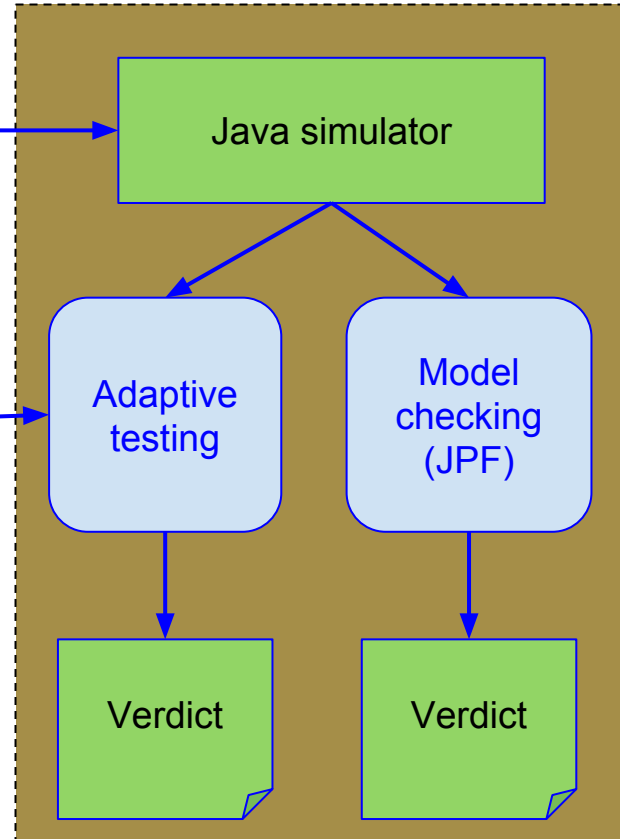 Java simulator
Adaptive
testing
Model
checking
(JPF)
Verdict
Verdict